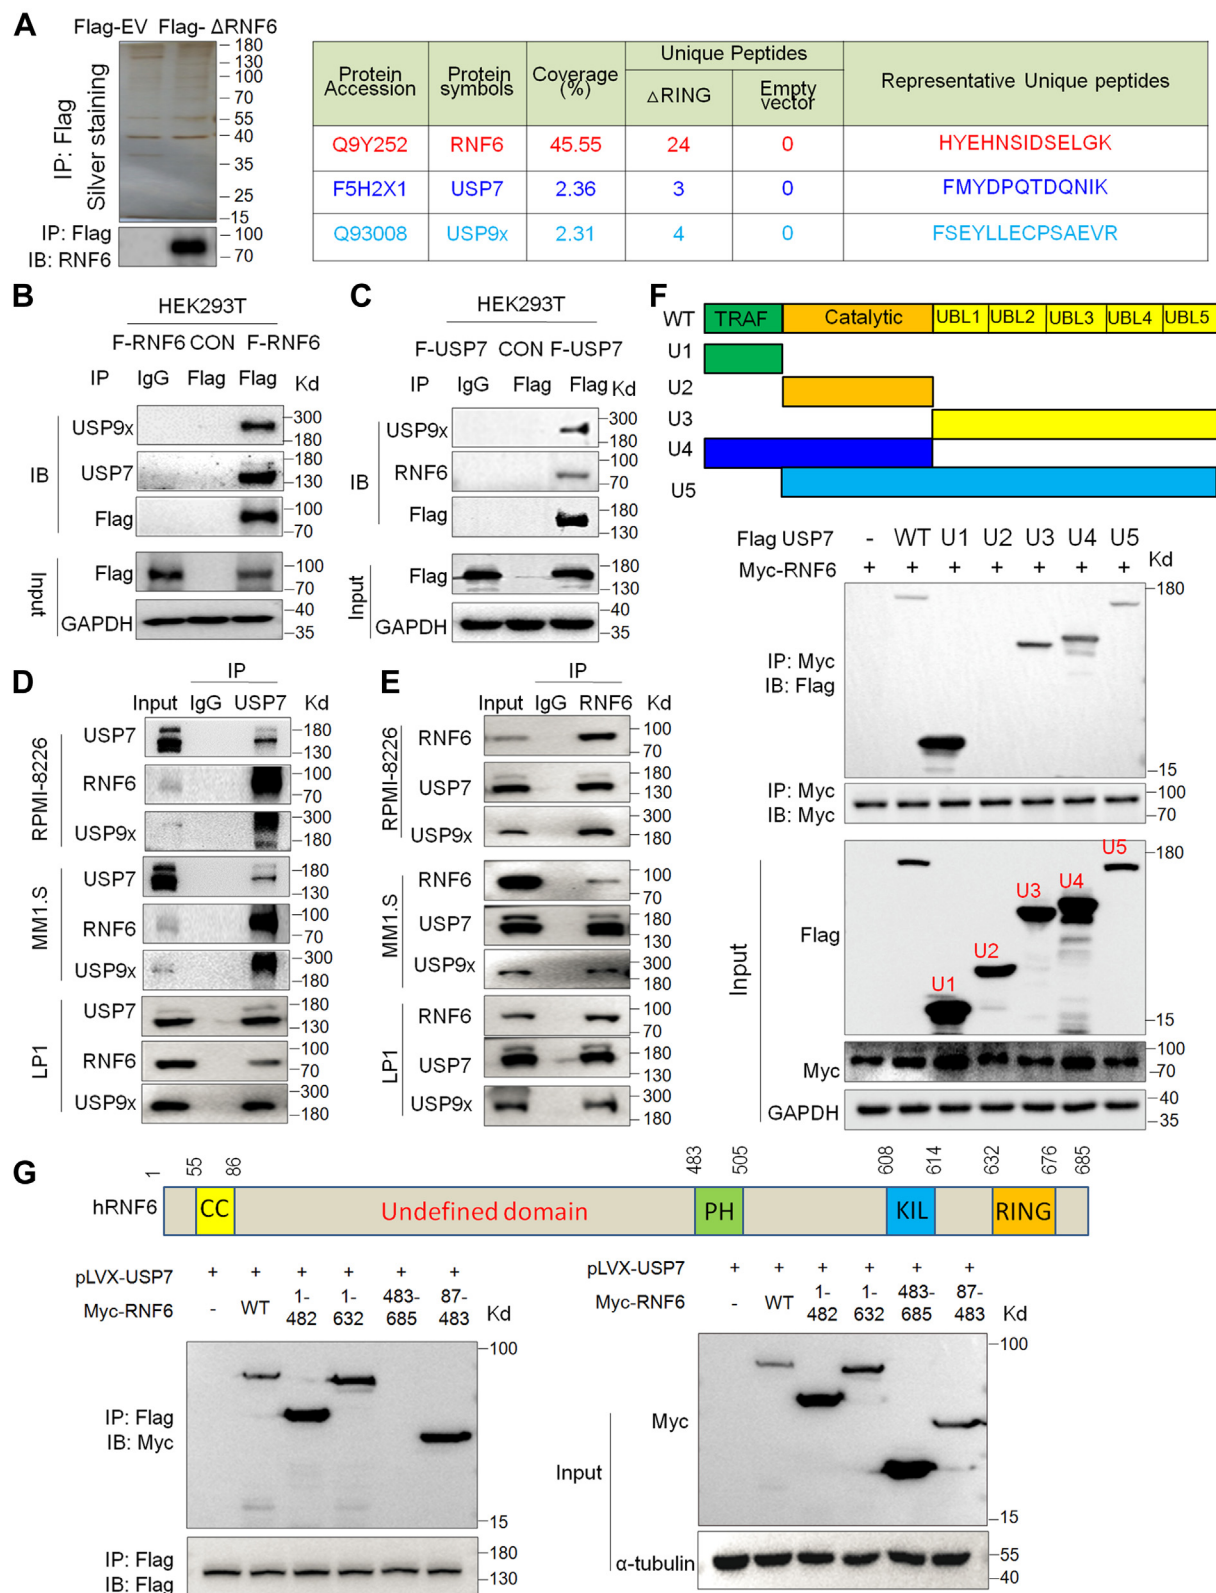 A
Flag-EV Flag- ΔRNF6
IP: Flag
Silver staining
180
130
100
70
55
40
35
25
15
IP: Flag
IB: RNF6
100
70
Protein Accession
Protein symbols
Coverage (%)
Unique Peptides
△RING
Empty vector
Representative Unique peptides
Q9Y252 RNF6 45.55 24 0 HYEHNSIDSELGK
F5H2X1 USP7 2.36 3 0 FMYDPQTDQNIK
Q93008 USP9x 2.31 4 0 FSEYLLECPSAEVR
B
HEK293T
F-RNF6 CON F-RNF6
IP IgG Flag Flag Kd
IB
USP9x 300
180
USP7 180
130
Flag 100
70
Input
Flag 100
70
GAPDH 40
35
C
HEK293T
F-USP7 CON F-USP7
IP IgG Flag Flag Kd
IB
USP9x 300
180
RNF6 100
70
Flag 180
130
Input
Flag 180
130
GAPDH 40
35
D
IP
Input IgG USP7 Kd
RPMI-8226
USP7 180
130
RNF6 100
70
USP9x 300
180
MM1.S
USP7 180
130
RNF6 100
70
USP9x 300
180
LP1
USP7 180
130
RNF6 100
70
USP9x 300
180
E
IP
Input IgG RNF6 Kd
RPMI-8226
RNF6 100
70
USP7 180
130
USP9x 300
180
MM1.S
RNF6 100
70
USP7 180
130
USP9x 300
180
LP1
RNF6 100
70
USP7 180
130
USP9x 300
180
F
WT TRAF Catalytic UBL1 UBL2 UBL3 UBL4 UBL5
U1
U2
U3
U4
U5
Flag USP7 - WT U1 U2 U3 U4 U5 Kd
Myc-RNF6 + + + + + + +
180
IP: Myc
IB: Flag
15
IP: Myc
IB: Myc
100
70
Input
180
Flag
U1
U2
U3
U4
U5
15
Myc 100
70
GAPDH 40
35
G
1 55 86 483 505 608 614 632 676 685
hRNF6 CC Undefined domain PH KIL RING
pLVX-USP7 + + + + + +
Myc-RNF6 - WT 1-482 1-632 483-685 87-483 Kd
100
IP: Flag
IB: Myc
15
IP: Flag
IB: Flag
180
130
pLVX-USP7 + + + + + +
Myc-RNF6 - WT 1-482 1-632 483-685 87-483 Kd
100
Input
Myc
15
α-tubulin 55
40